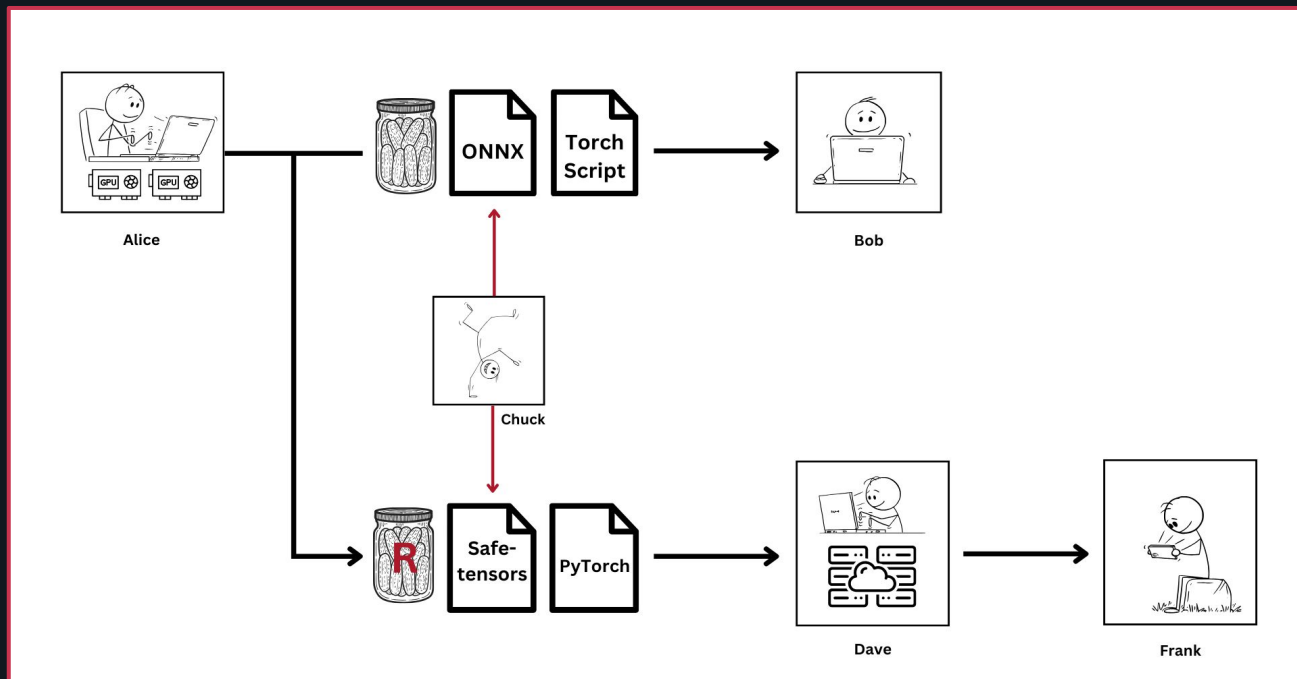 GPU
GPU
Alice
ONNX
Torch
Script
Bob
Chuck
R
Safe-
tensors
PyTorch
Dave
Frank